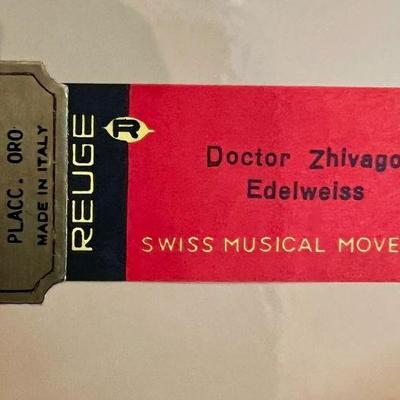 PLACC. ORO
MADE IN ITALY
REUGE
R
Doctor Zhivago
Edelweiss
SWISS MUSICAL MOVE